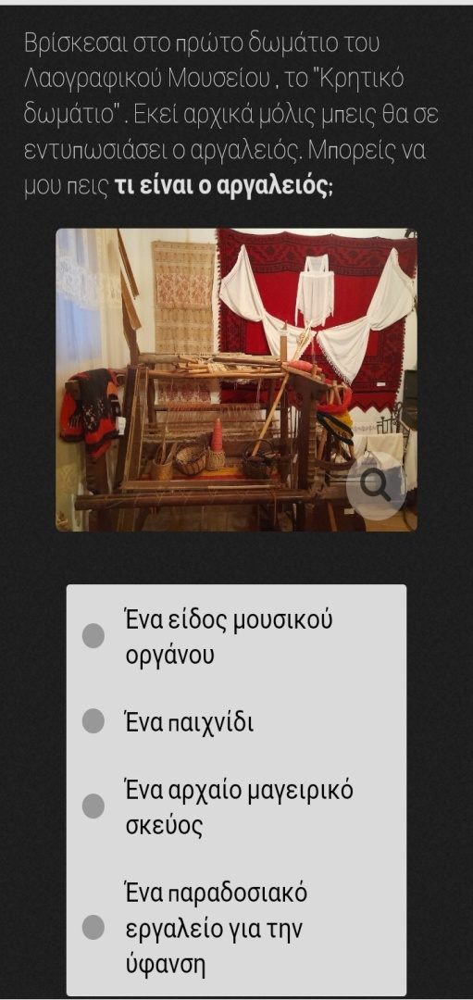 Βρίσκεσαι στο πρώτο δωμάτιο του
Λαογραφικού Μουσείου , το "Κρητικό
δωμάτιο" . Εκεί αρχικά μόλις μπεις θα σε
εντυπωσιάσει ο αργαλειός. Μπορείς να
μου πεις τι είναι ο αργαλειός;
Ένα είδος μουσικού
οργάνου
Ένα παιχνίδι
Ένα αρχαίο μαγειρικό
σκεύος
Ένα παραδοσιακό
εργαλείο για την
ύφανση